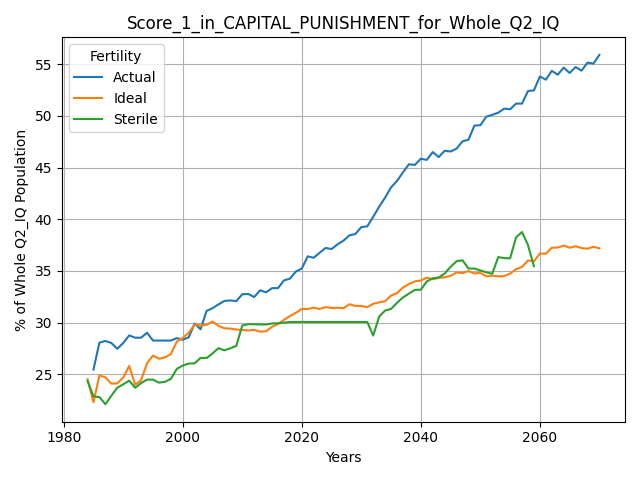 Score_1_in_CAPITAL_PUNISHMENT_for_Whole_Q2_IQ
Fertility
Actual
Ideal
Sterile
% of Whole Q2_IQ Population
55
50
45
40
35
30
25
1980
2000
2020
2040
2060
Years